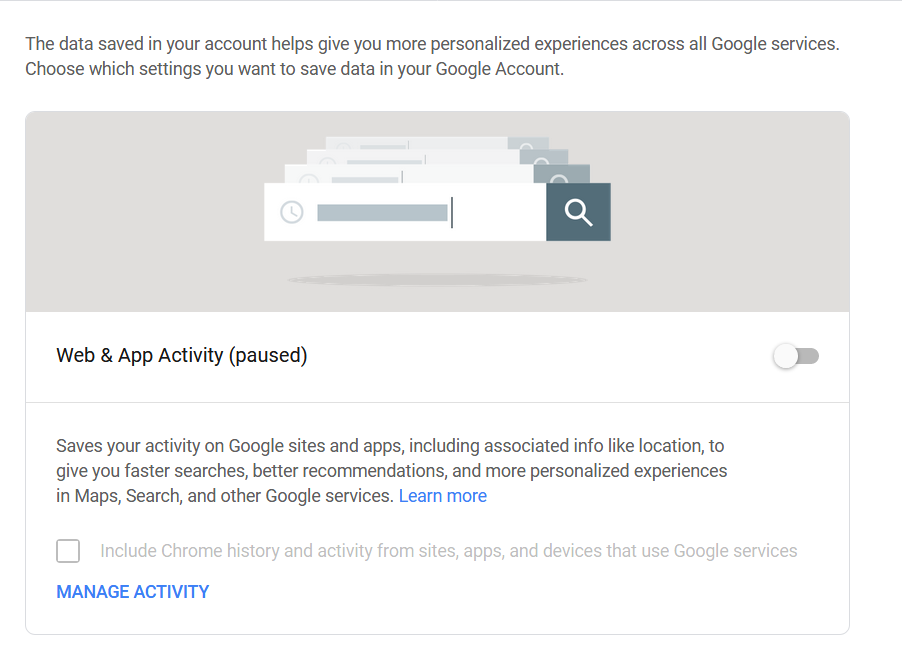 The data saved in your account helps give you more personalized experiences across all Google services.
Choose which settings you want to save data in your Google Account.
Web & App Activity (paused)
Saves your activity on Google sites and apps, including associated info like location, to
give you faster searches, better recommendations, and more personalized experiences
in Maps, Search, and other Google services. Learn more
Include Chrome history and activity from sites, apps, and devices that use Google services
MANAGE ACTIVITY